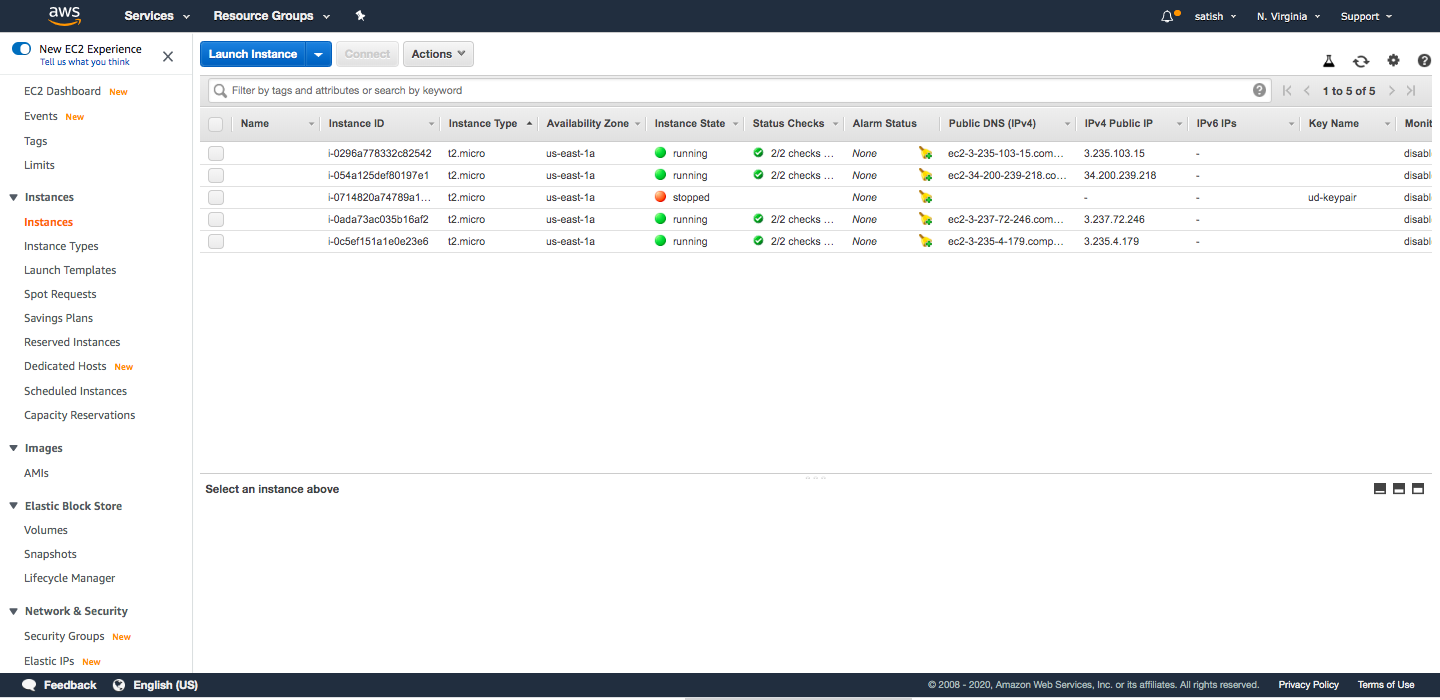 aws Services Resource Groups satish N. Virginia Support
New EC2 Experience
Tell us what you think
EC2 Dashboard New
Events New
Tags
Limits
Instances
Instances
Instance Types
Launch Templates
Spot Requests
Savings Plans
Reserved Instances
Dedicated Hosts New
Scheduled Instances
Capacity Reservations
Images
AMIs
Elastic Block Store
Volumes
Snapshots
Lifecycle Manager
Network & Security
Security Groups New
Elastic IPs New
Launch Instance Connect Actions
Filter by tags and attributes or search by keyword 1 to 5 of 5
Name Instance ID Instance Type Availability Zone Instance State Status Checks Alarm Status Public DNS (IPv4) IPv4 Public IP IPv6 IPs Key Name Monit
i-0296a778332c82542 t2.micro us-east-1a running 2/2 checks ... None ec2-3-235-103-15.com... 3.235.103.15 - disabl
i-054a125def80197e1 t2.micro us-east-1a running 2/2 checks ... None ec2-34-200-239-218.co... 34.200.239.218 - disabl
i-0714820a74789a1... t2.micro us-east-1a stopped None - - ud-keypair disabl
i-0ada73ac035b16af2 t2.micro us-east-1a running 2/2 checks ... None ec2-3-237-72-246.com... 3.237.72.246 - disabl
i-0c5ef151a1e0e23e6 t2.micro us-east-1a running 2/2 checks ... None ec2-3-235-4-179.comp... 3.235.4.179 - disabl
Select an instance above
Feedback English (US) © 2008 - 2020, Amazon Web Services, Inc. or its affiliates. All rights reserved. Privacy Policy Terms of Use